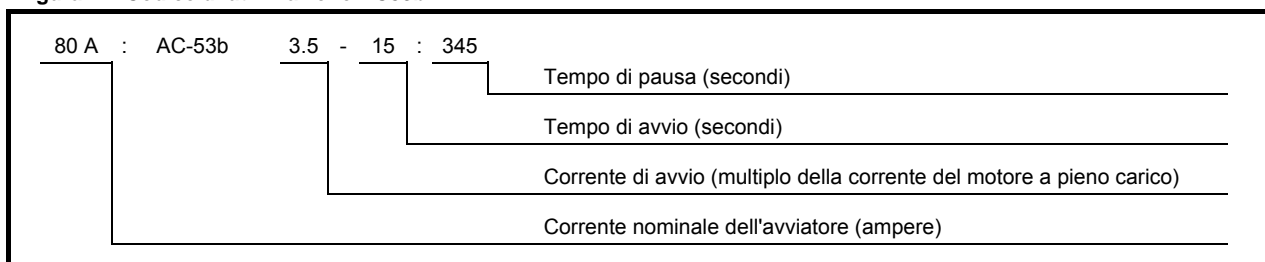 80 A : AC-53b 3.5 - 15 : 345
Tempo di pausa (secondi)
Tempo di avvio (secondi)
Corrente di avvio (multiplo della corrente del motore a pieno carico)
Corrente nominale dell'avviatore (ampere)